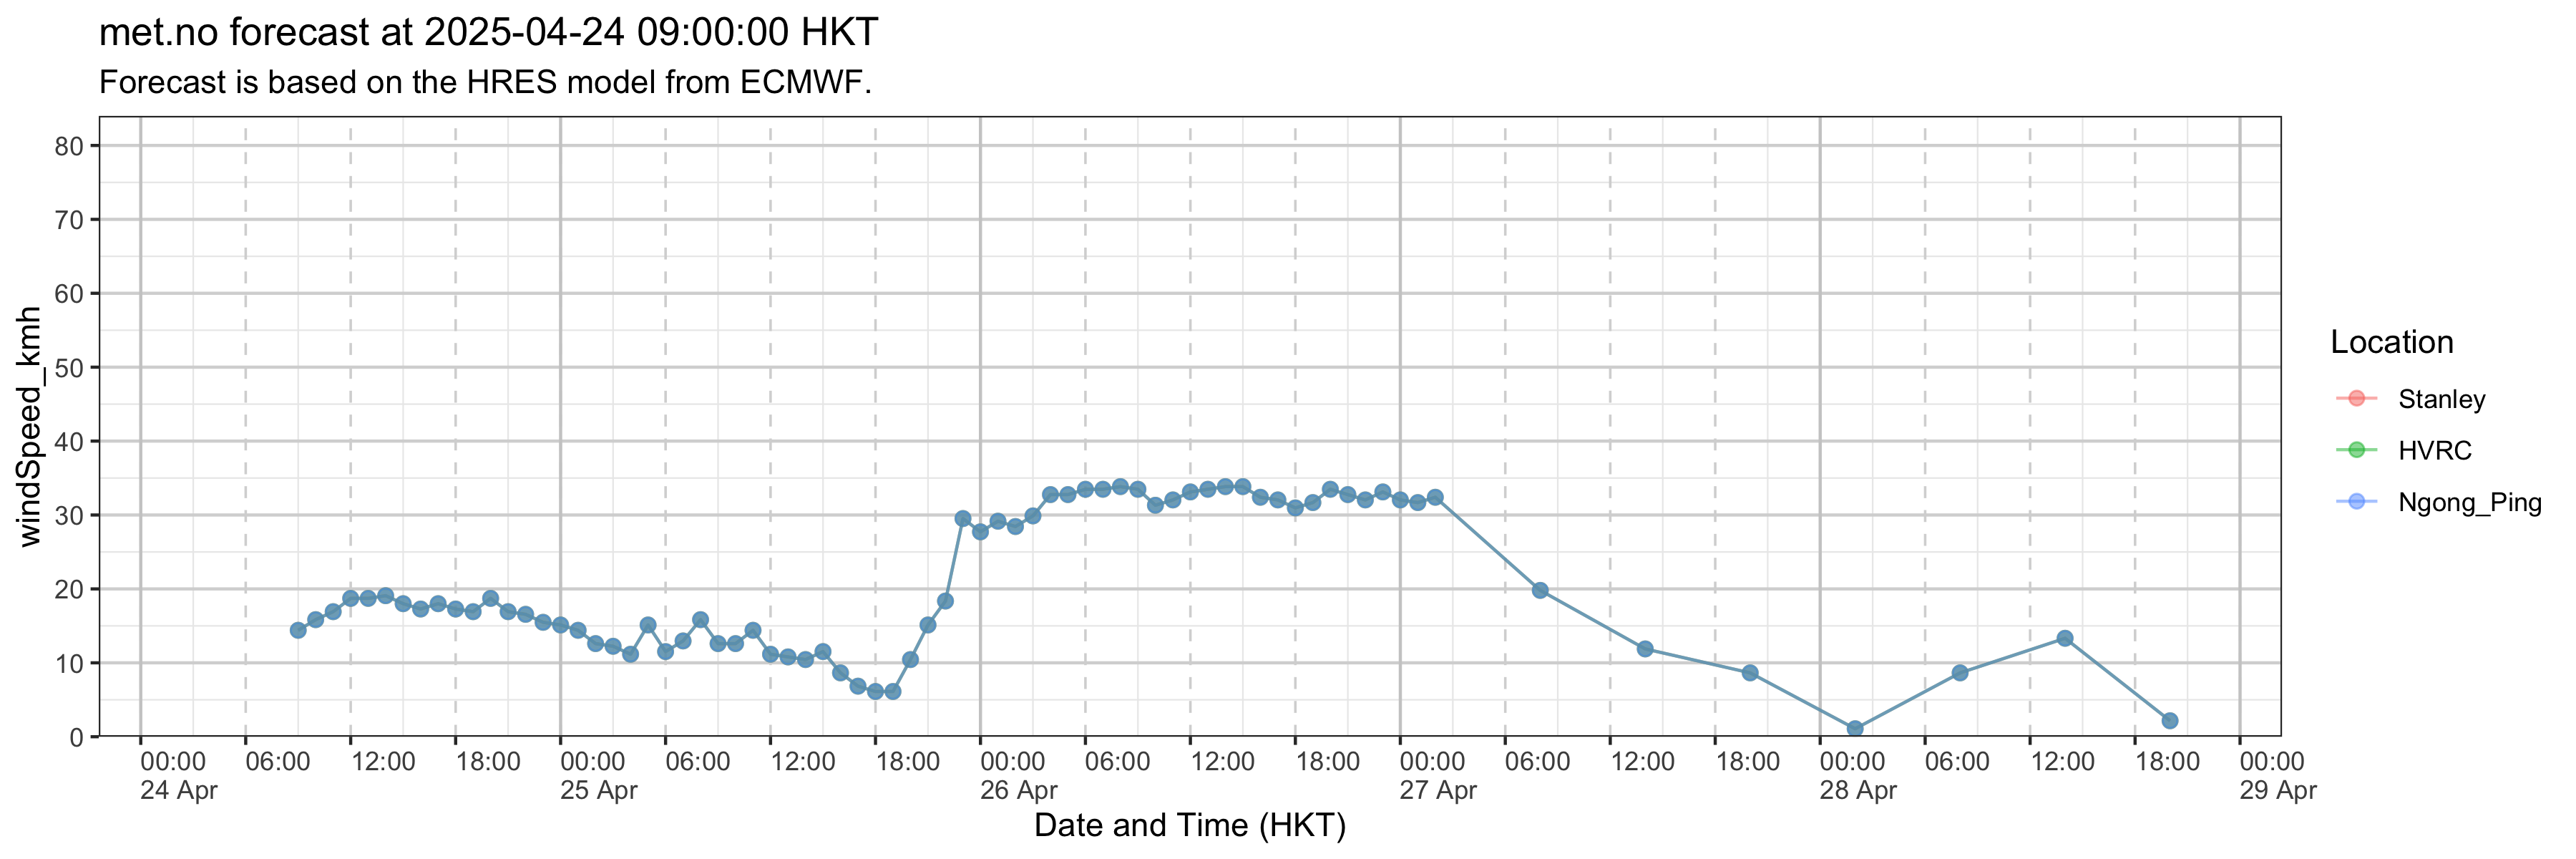 met.no forecast at 2025-04-24 09:00:00 HKT
Forecast is based on the HRES model from ECMWF.
windSpeed_kmh
80
70
60
50
40
30
20
10
0
00:00 06:00 12:00 18:00 00:00 06:00 12:00 18:00 00:00 06:00 12:00 18:00 00:00 06:00 12:00 18:00 00:00 06:00 12:00 18:00 00:00
24 Apr 25 Apr 26 Apr 27 Apr 28 Apr 29 Apr
Date and Time (HKT)
Location
Stanley
HVRC
Ngong_Ping